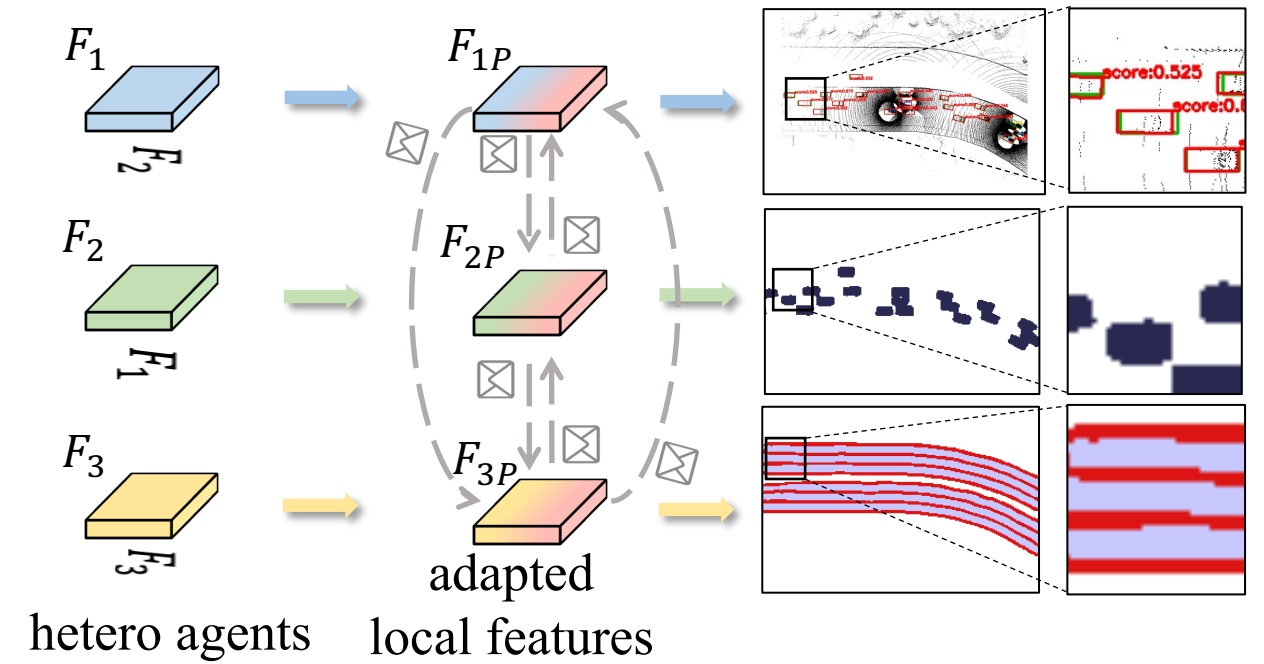 F₁
F₁P
F₂
F₂
F₂P
F₁
F₃
F₃P
F₃
adapted
hetero agents
local features
score:0.525